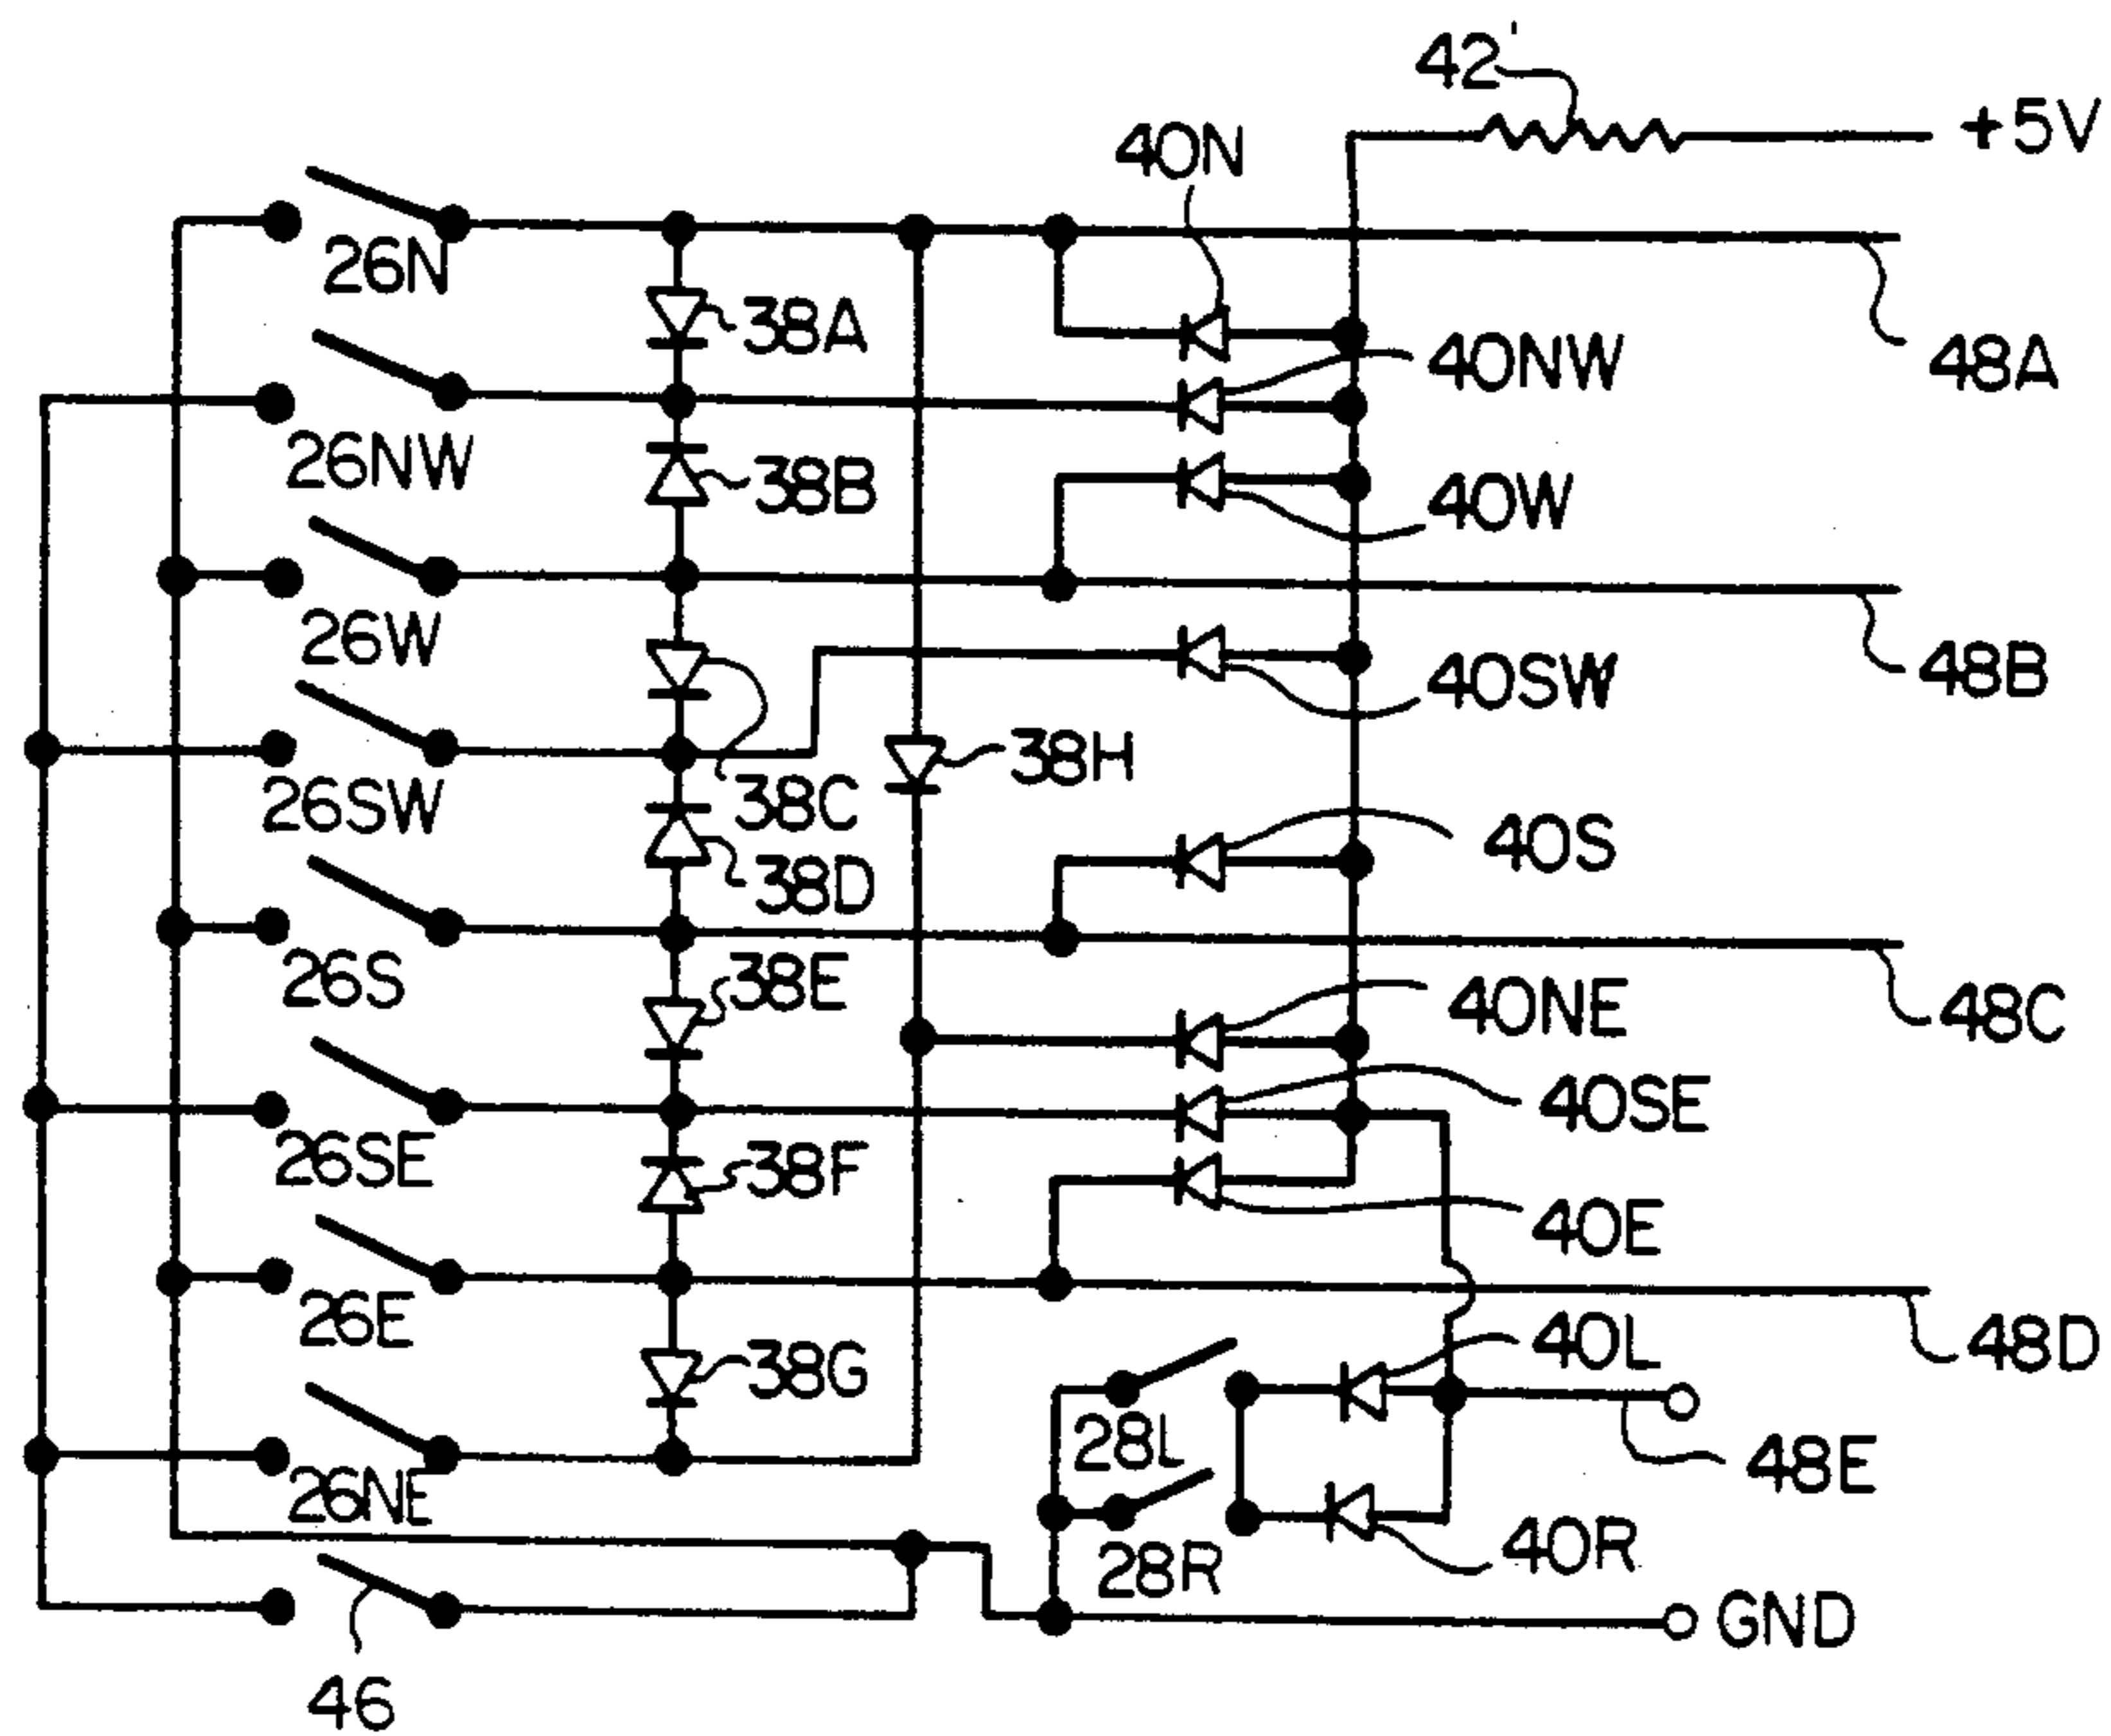 42'
+5V
40N
26N
38A
40NW
48A
26NW
38B
40W
26W
40SW
48B
38H
26SW
38C
40S
38D
26S
38E
40NE
48C
40SE
26SE
38F
40E
26E
40L
48D
38G
28L
48E
26NE
40R
28R
GND
46